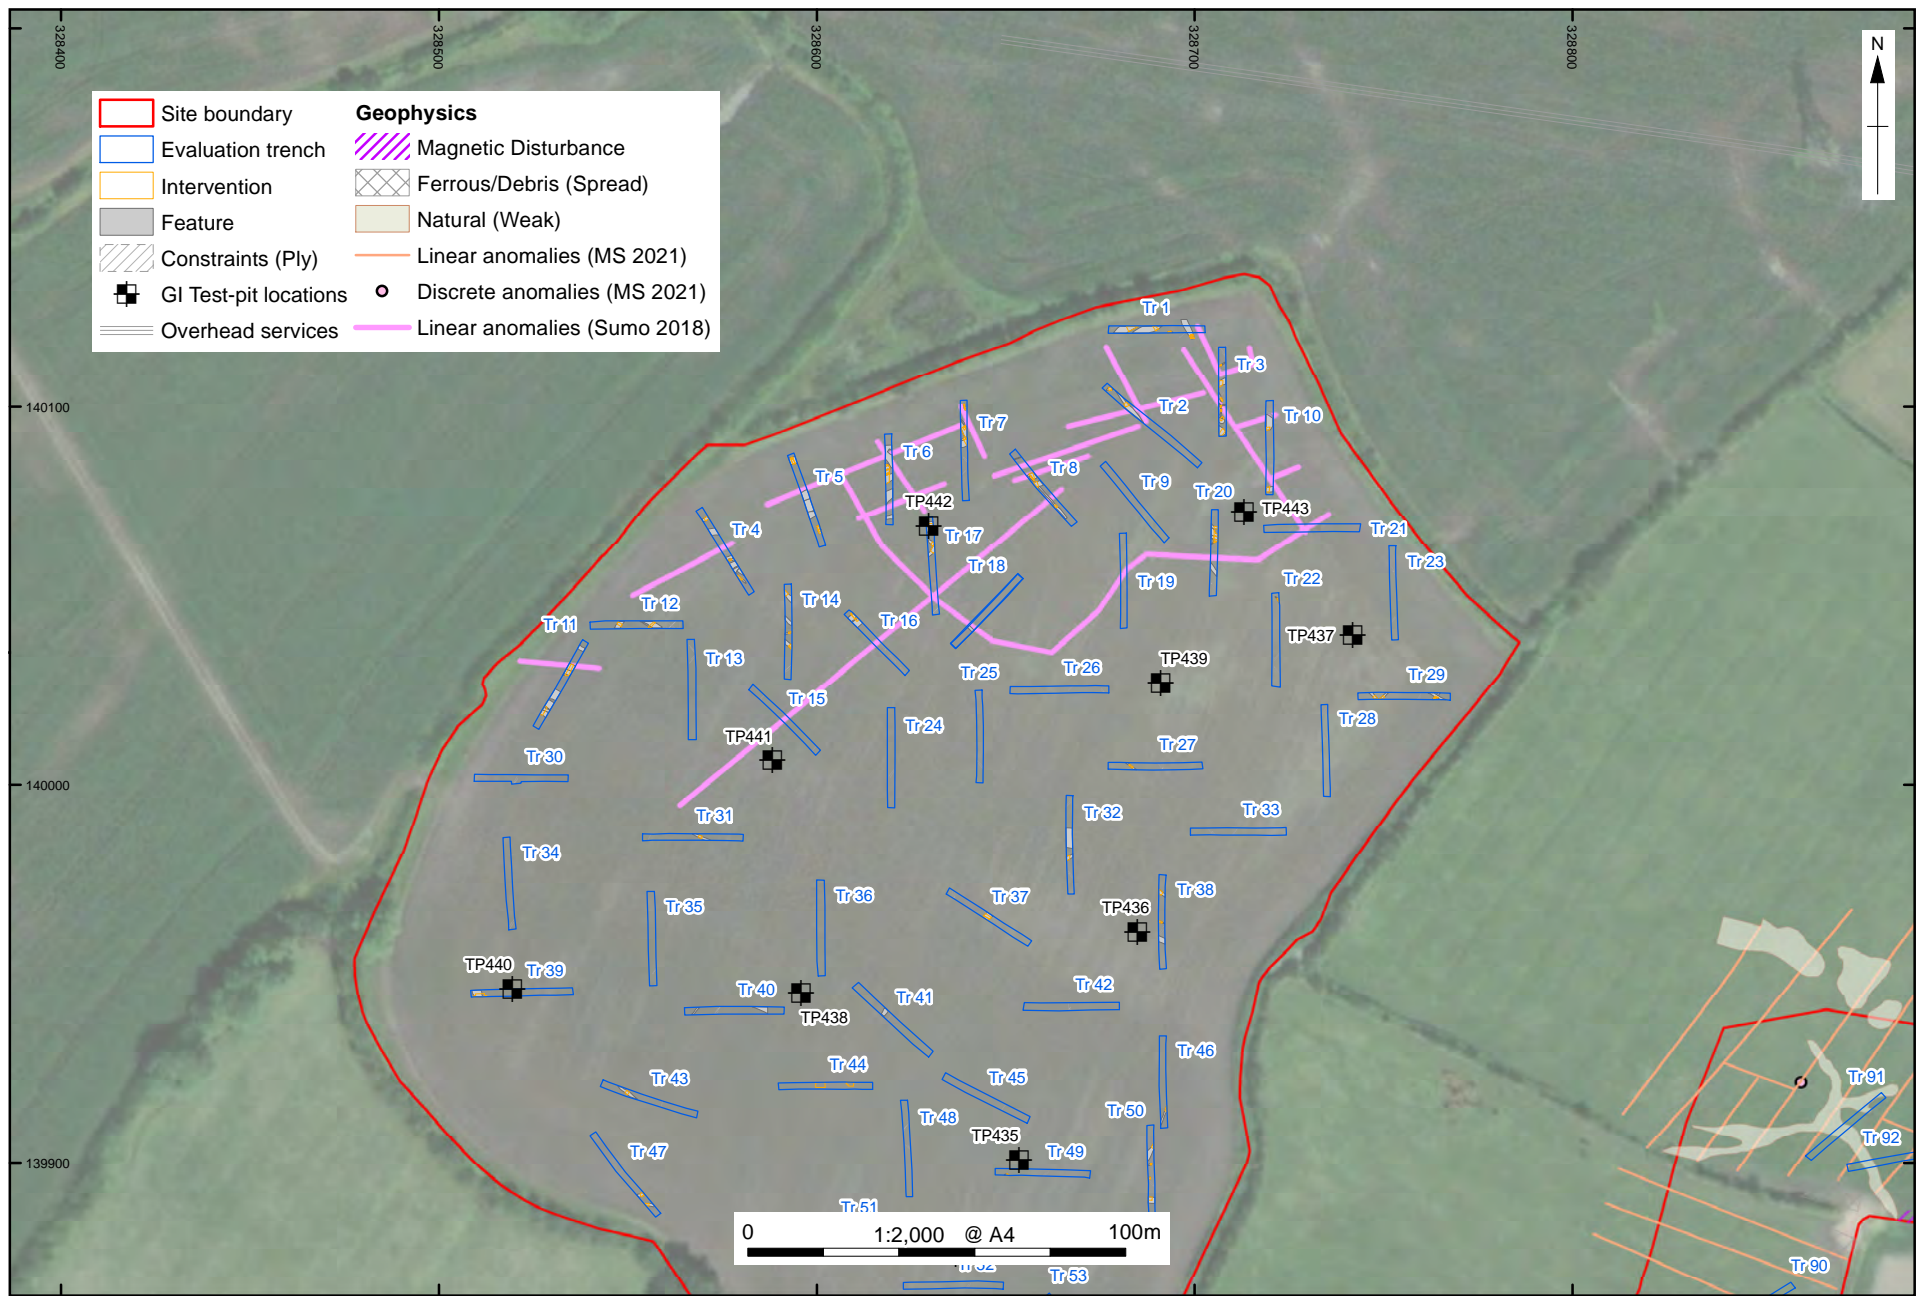 328400
328500
328600
328700
328800
N
Site boundary
Evaluation trench
Intervention
Feature
Constraints (Ply)
GI Test-pit locations
Overhead services
Geophysics
Magnetic Disturbance
Ferrous/Debris (Spread)
Natural (Weak)
Linear anomalies (MS 2021)
Discrete anomalies (MS 2021)
Linear anomalies (Sumo 2018)
Tr 1
Tr 3
140100
Tr 2
Tr 10
Tr 7
Tr 6
Tr 8
Tr 5
Tr 9
Tr 20
TP442
TP443
Tr 4
Tr 17
Tr 21
Tr 18
Tr 23
Tr 19
Tr 22
Tr 14
Tr 12
Tr 11
Tr 16
TP437
Tr 13
TP439
Tr 25
Tr 26
Tr 29
Tr 15
Tr 28
Tr 24
TP441
Tr 27
Tr 30
140000
Tr 31
Tr 32
Tr 33
Tr 34
Tr 38
Tr 36
Tr 37
Tr 35
TP436
TP440
Tr 39
Tr 40
Tr 41
Tr 42
TP438
Tr 46
Tr 44
Tr 43
Tr 45
Tr 91
Tr 50
Tr 48
TP435
Tr 92
Tr 47
Tr 49
139900
Tr 51
0
1:2,000 @ A4
100m
Tr 52
Tr 53
Tr 90